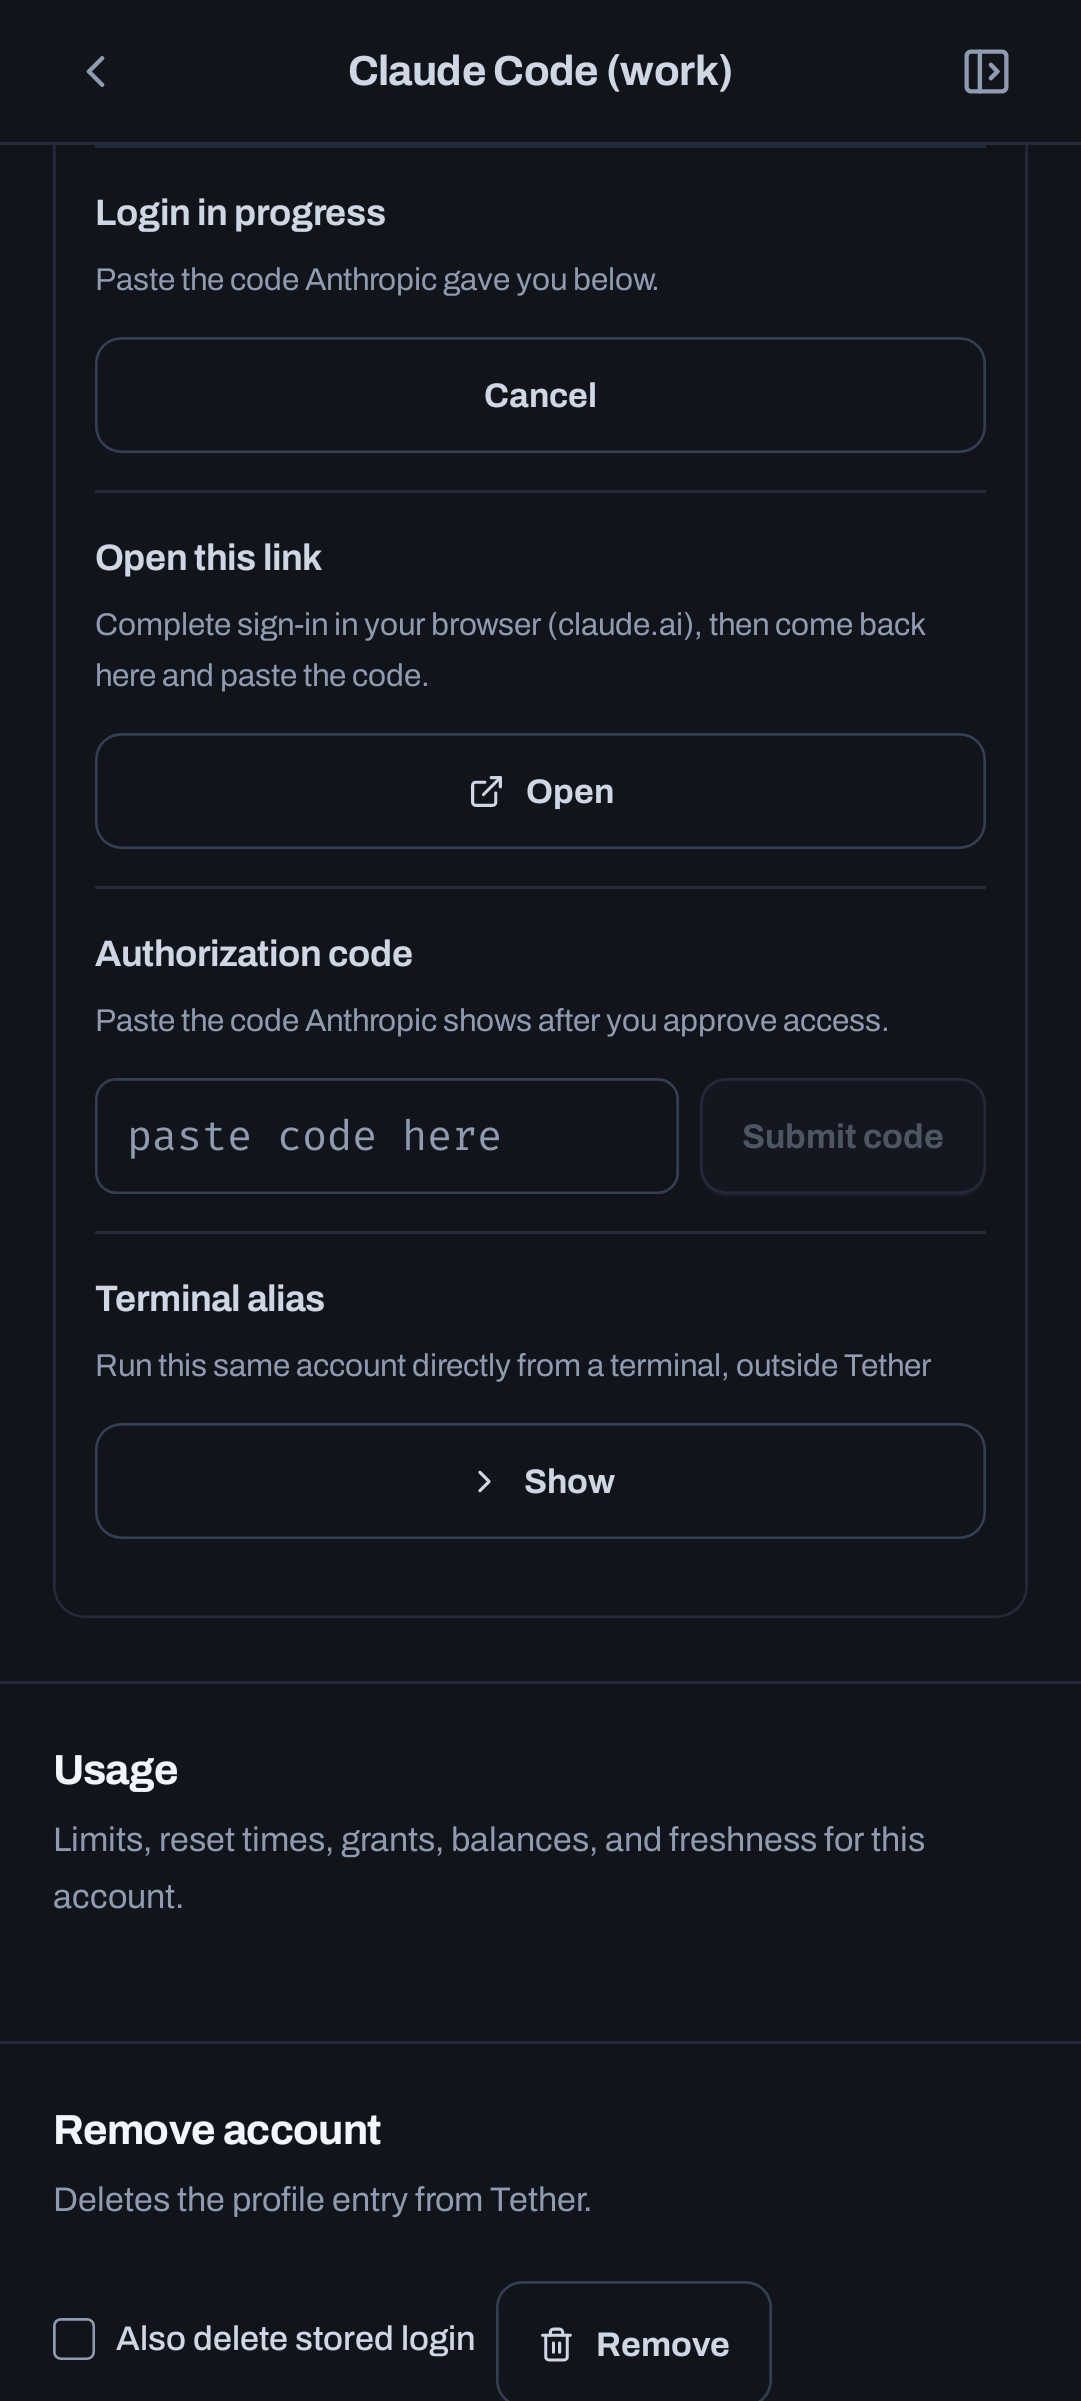 Claude Code (work)
Login in progress
Paste the code Anthropic gave you below.
Cancel
Open this link
Complete sign-in in your browser (claude.ai), then come back
here and paste the code.
Open
Authorization code
Paste the code Anthropic shows after you approve access.
paste code here
Submit code
Terminal alias
Run this same account directly from a terminal, outside Tether
Show
Usage
Limits, reset times, grants, balances, and freshness for this
account.
Remove account
Deletes the profile entry from Tether.
Also delete stored login
Remove